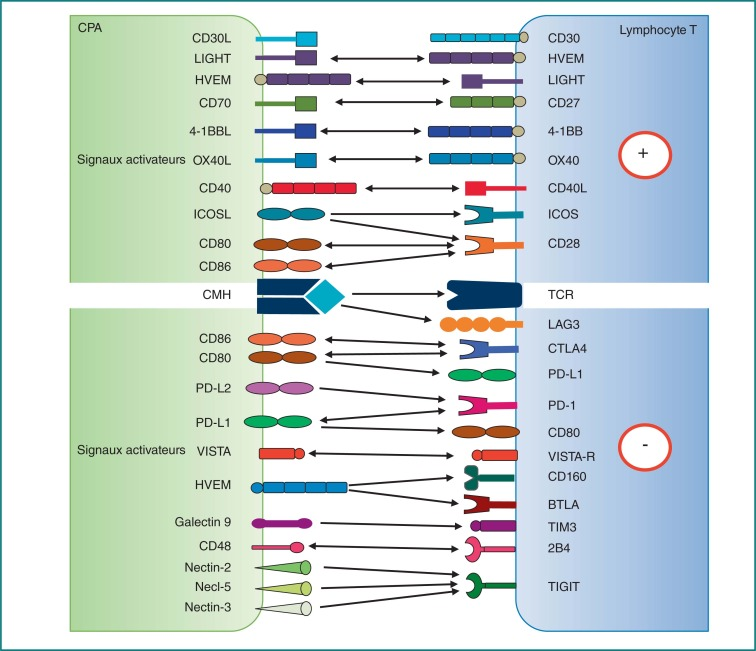 CPA
Lymphocyte T
CD30L
CD30
LIGHT
HVEM
HVEM
LIGHT
CD70
CD27
4-1BBL
4-1BB
+
Signaux activateurs
OX40L
OX40
CD40
CD40L
ICOSL
ICOS
CD80
CD28
CD86
CMH
TCR
LAG3
CD86
CTLA4
CD80
PD-L1
PD-L2
PD-1
PD-L1
CD80
-
Signaux activateurs
VISTA
VISTA-R
CD160
HVEM
BTLA
Galectin 9
TIM3
CD48
2B4
Nectin-2
Necl-5
TIGIT
Nectin-3